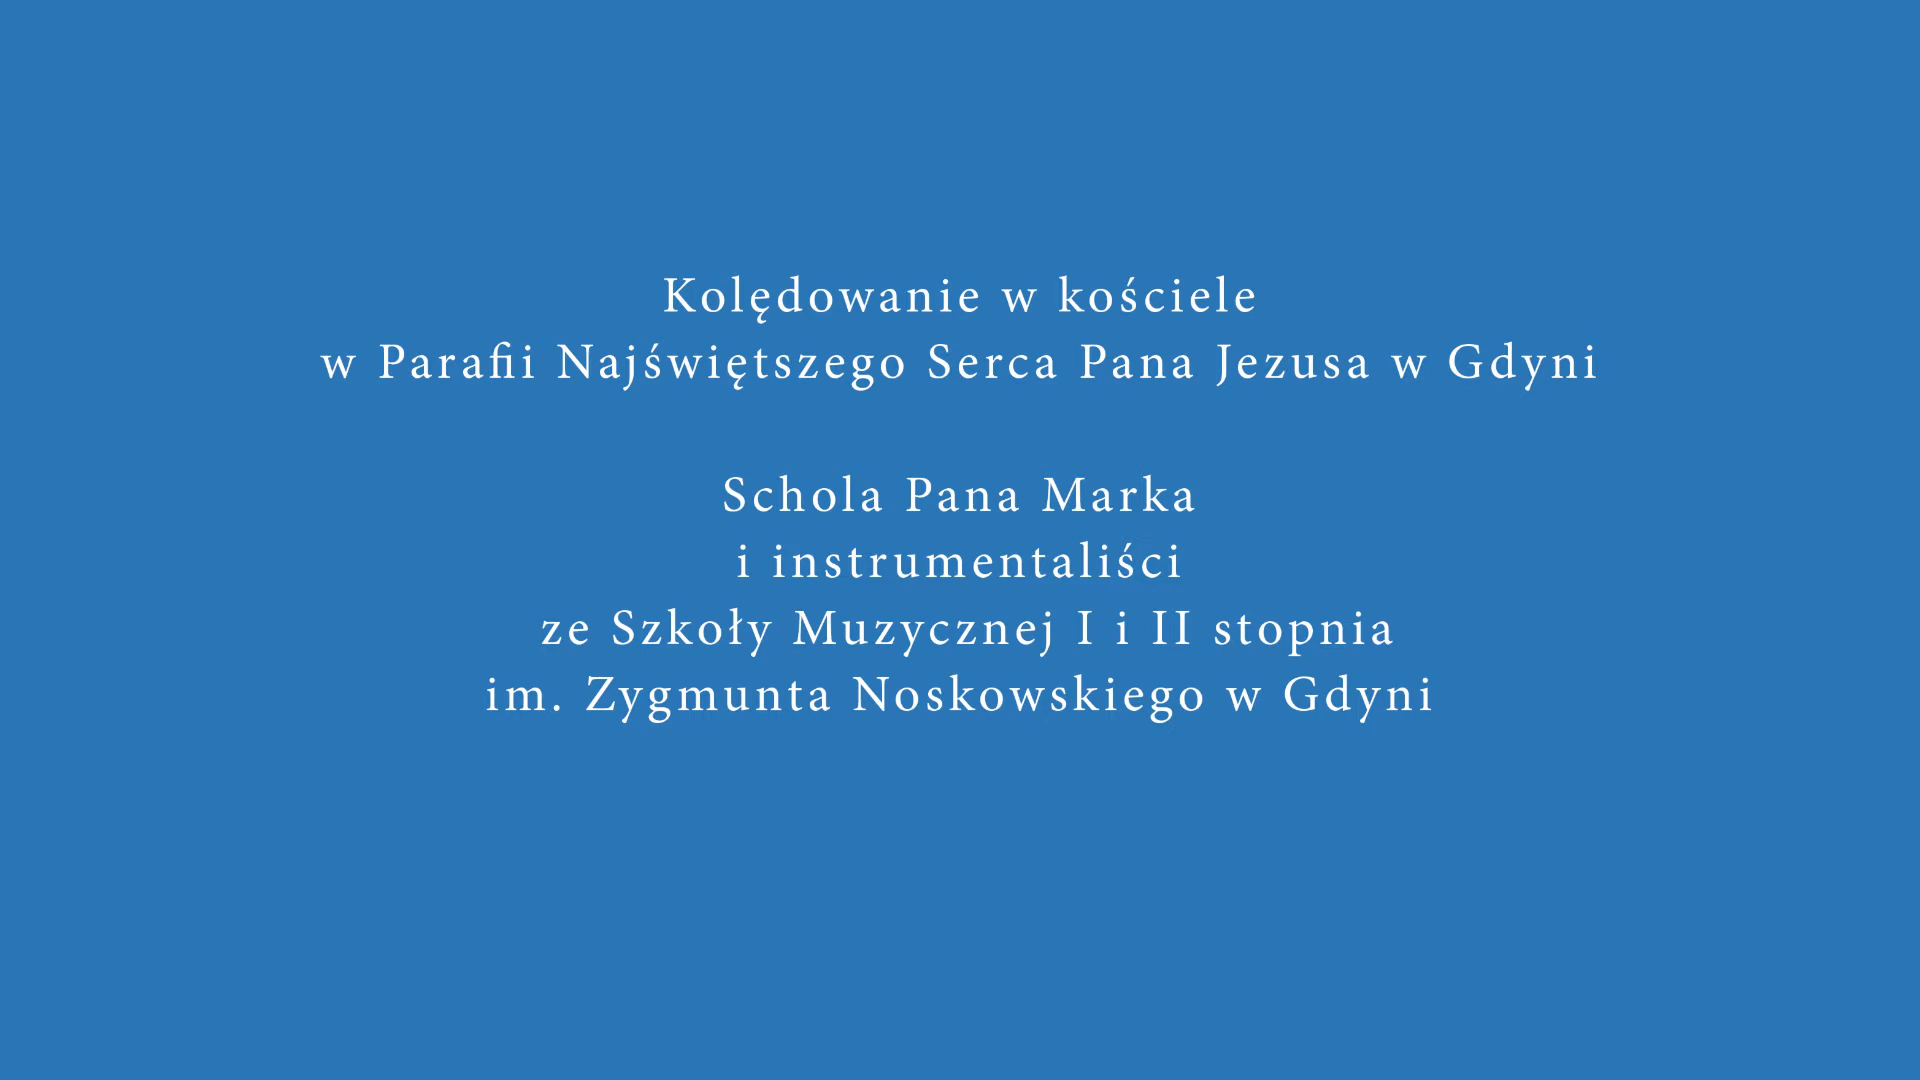 Kolędowanie w kościele
w Parafii Najświętszego Serca Pana Jezusa w Gdyni
Schola Pana Marka
i instrumentaliści
ze Szkoły Muzycznej I i II stopnia
im. Zygmunta Noskowskiego w Gdyni